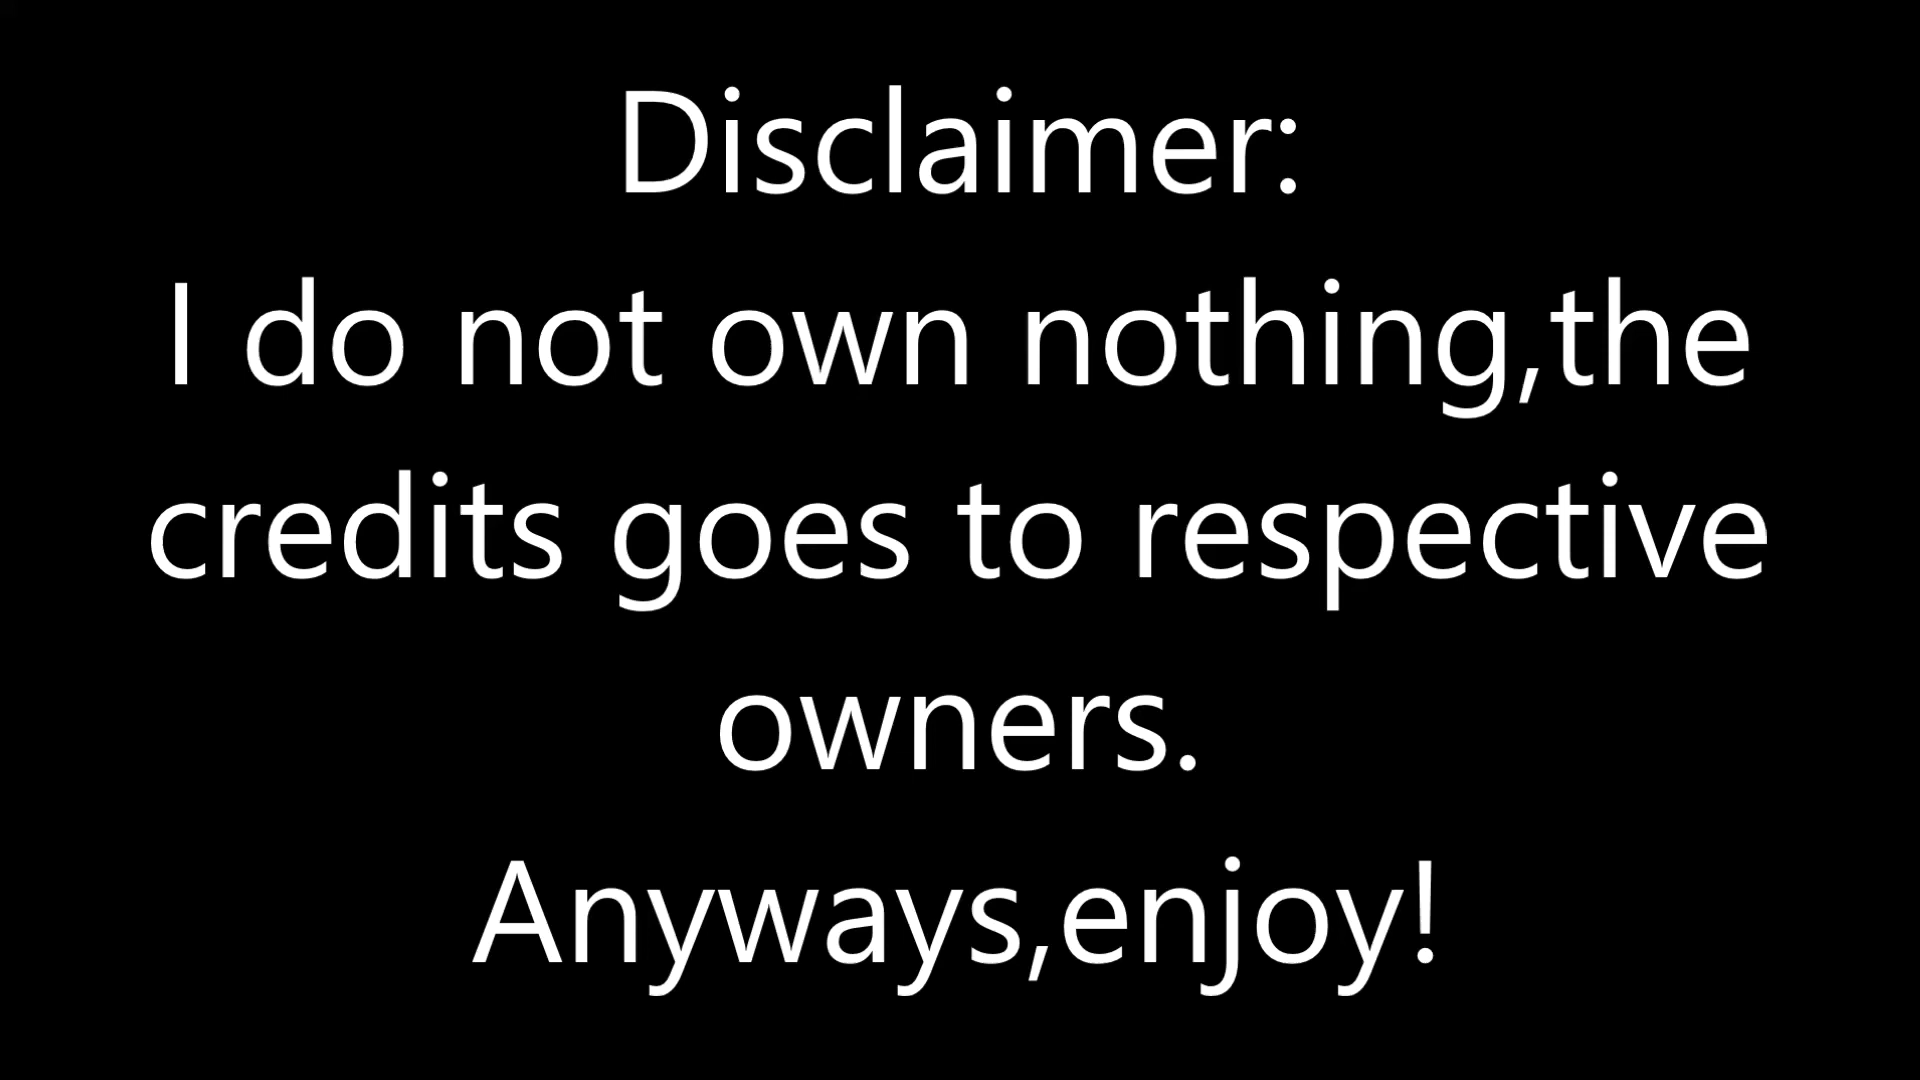 Disclaimer:
I do not own nothing,the
credits goes to respective
owners.
Anyways,enjoy!